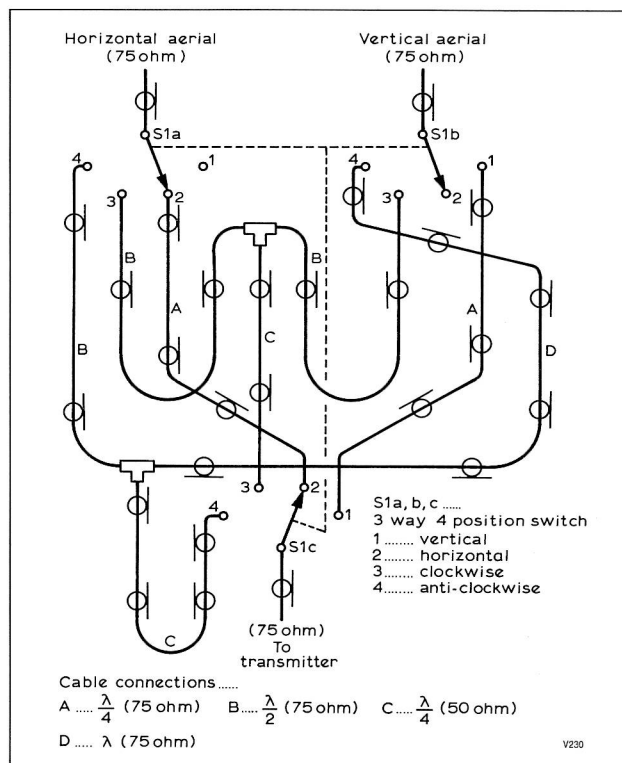 Horizontal aerial
(75ohm)
Vertical aerial
(75 ohm)
S1a
S1b
4
1
3
2
4
1
3
2
B
A
C
B
A
D
B
3
2
1
4
S1c
C
(75 ohm)
To
transmitter
S1a, b, c ......
3 way 4 position switch
1 ........ vertical
2 ........ horizontal
3 ........ clockwise
4 ........ anti-clockwise
Cable connections ......
A ..... λ/4 (75 ohm) B ..... λ/2 (75 ohm) C ..... λ/4 (50 ohm)
D ..... λ (75 ohm)
V230